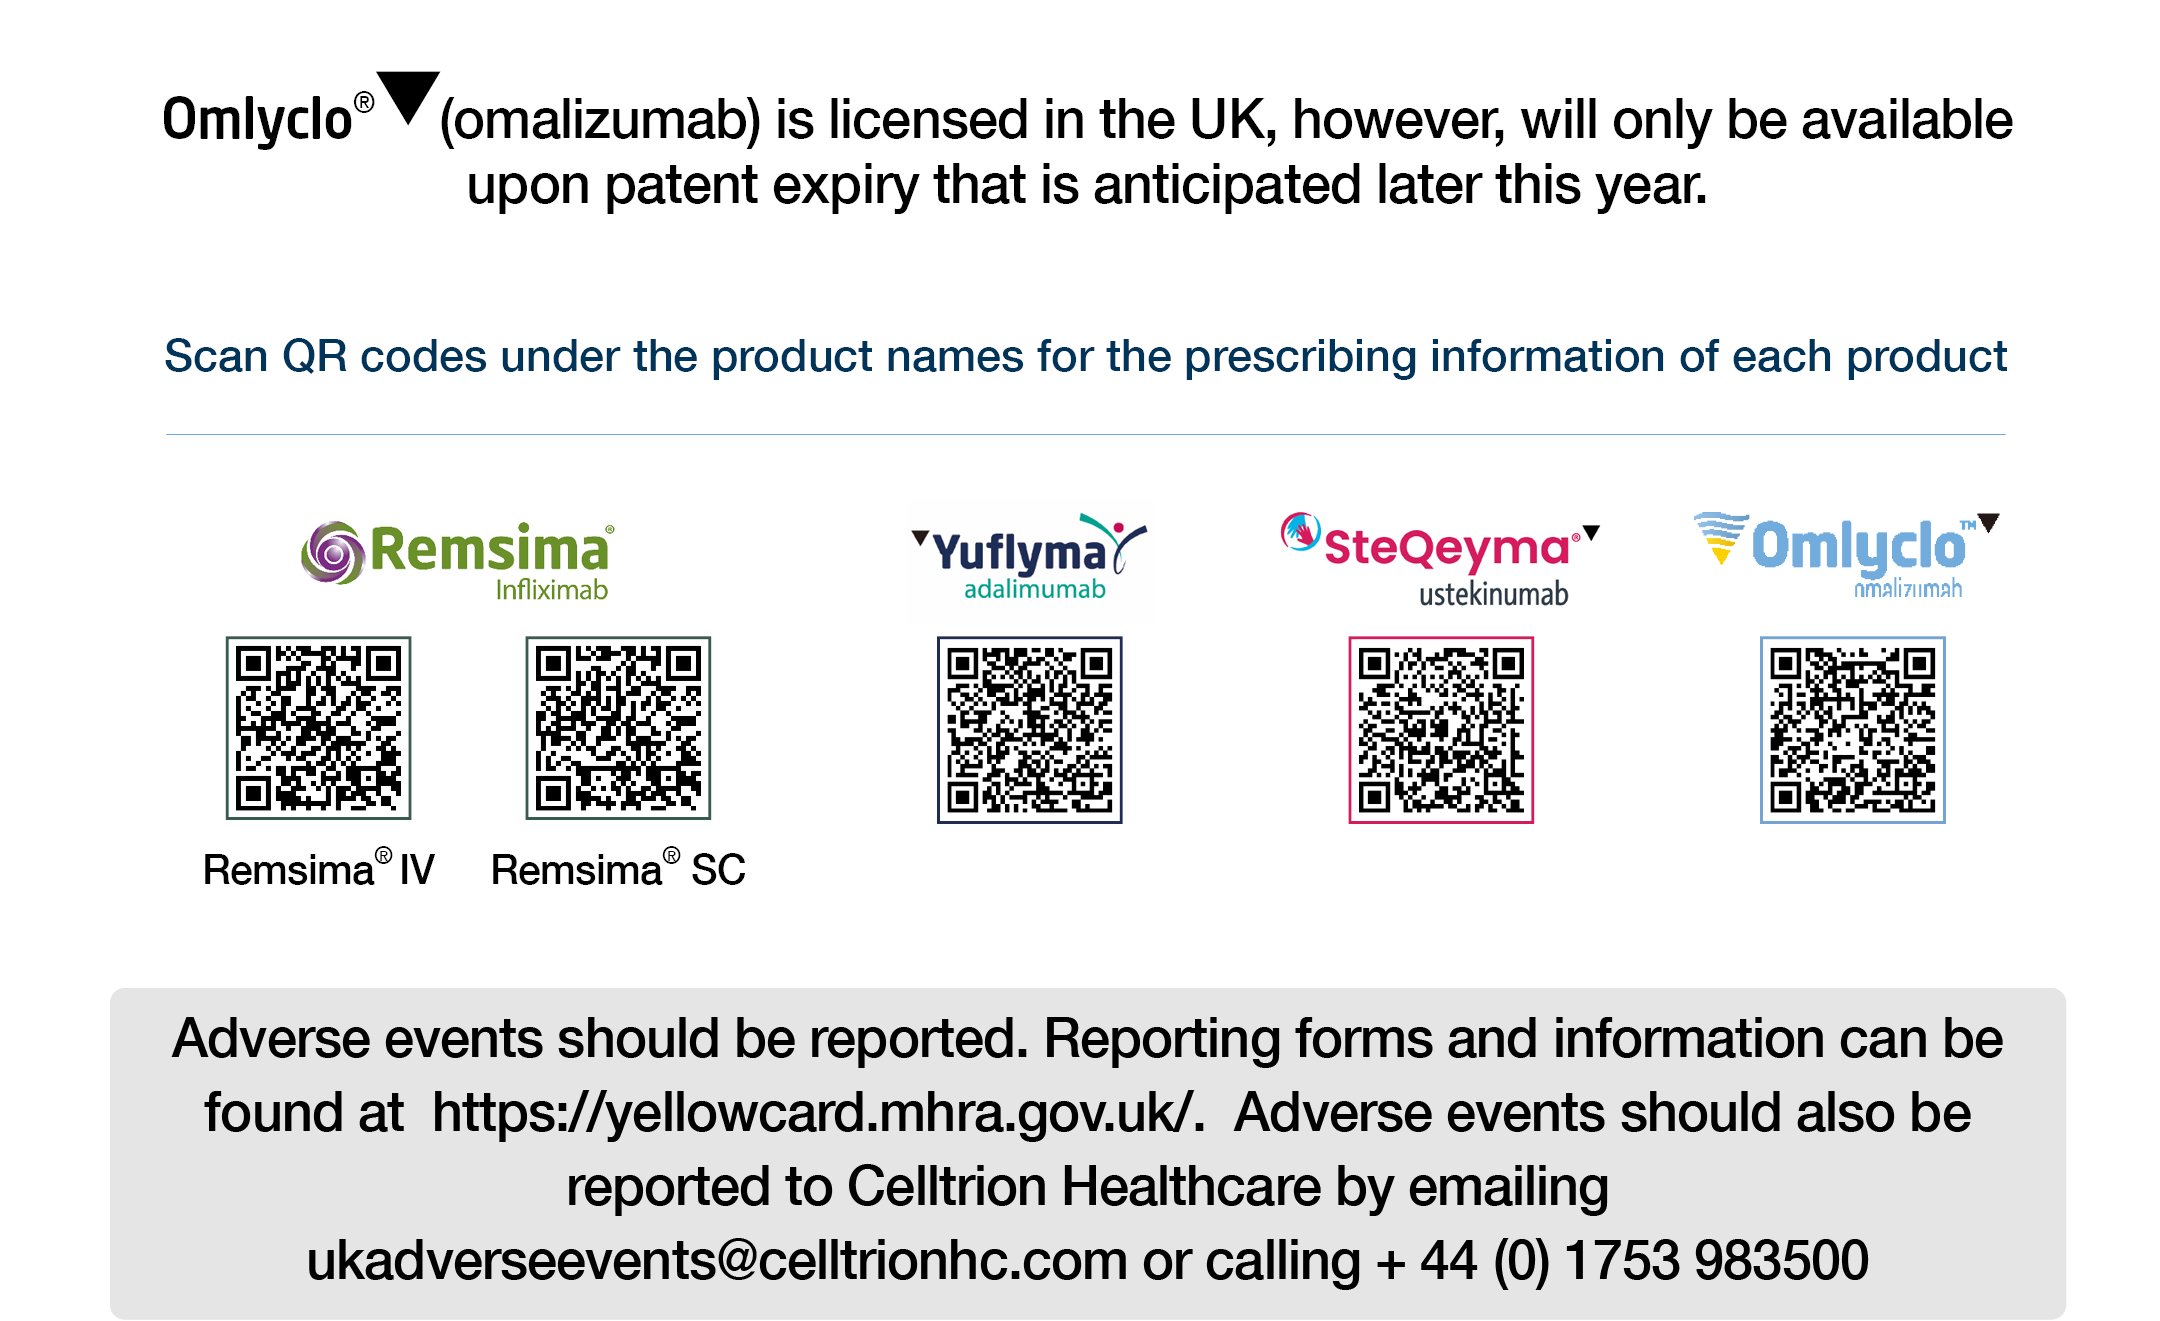 Omlyclo®▼(omalizumab) is licensed in the UK, however, will only be available
upon patent expiry that is anticipated later this year.
Scan QR codes under the product names for the prescribing information of each product
Remsima®
Infliximab
▼Yuflyma
adalimumab
SteQeyma®▼
ustekinumab
Omlyclo™▼
omalizumab
Remsima® IV
Remsima® SC
Adverse events should be reported. Reporting forms and information can be
found at https://yellowcard.mhra.gov.uk/. Adverse events should also be
reported to Celltrion Healthcare by emailing
ukadverseevents@celltrionhc.com or calling + 44 (0) 1753 983500